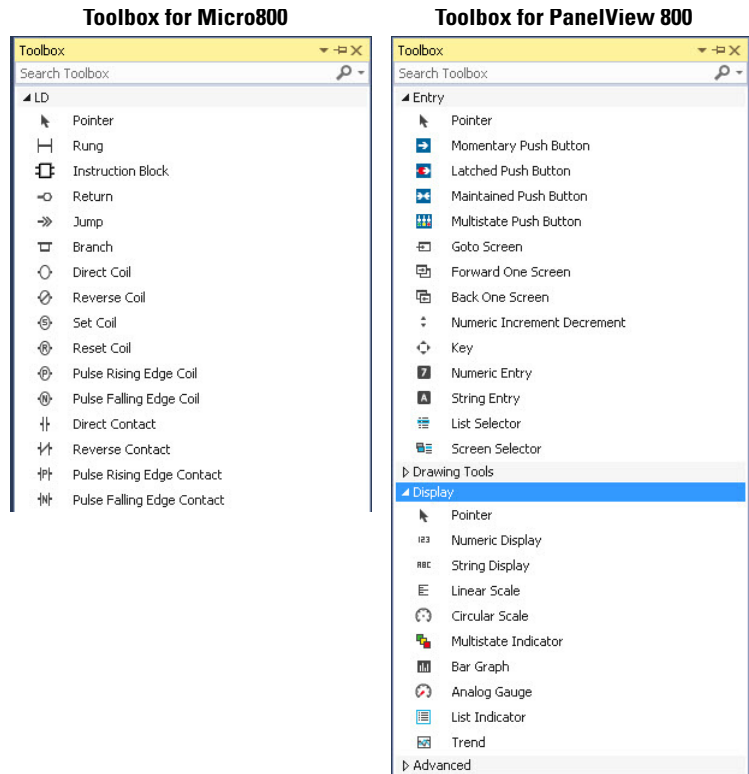 Toolbox for Micro800
Toolbox
Search Toolbox
LD
Pointer
Rung
Instruction Block
Return
Jump
Branch
Direct Coil
Reverse Coil
Set Coil
Reset Coil
Pulse Rising Edge Coil
Pulse Falling Edge Coil
Direct Contact
Reverse Contact
Pulse Rising Edge Contact
Pulse Falling Edge Contact
Toolbox for PanelView 800
Toolbox
Search Toolbox
Entry
Pointer
Momentary Push Button
Latched Push Button
Maintained Push Button
Multistate Push Button
Goto Screen
Forward One Screen
Back One Screen
Numeric Increment Decrement
Key
7 Numeric Entry
A String Entry
List Selector
Screen Selector
Drawing Tools
Display
Pointer
123 Numeric Display
ABC String Display
Linear Scale
Circular Scale
Multistate Indicator
Bar Graph
Analog Gauge
List Indicator
Trend
Advanced